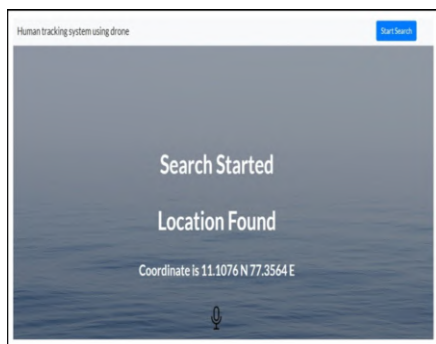 Human tracking system using drone
Start Search
Search Started
Location Found
Coordinate is 11.1076 N 77.3564 E